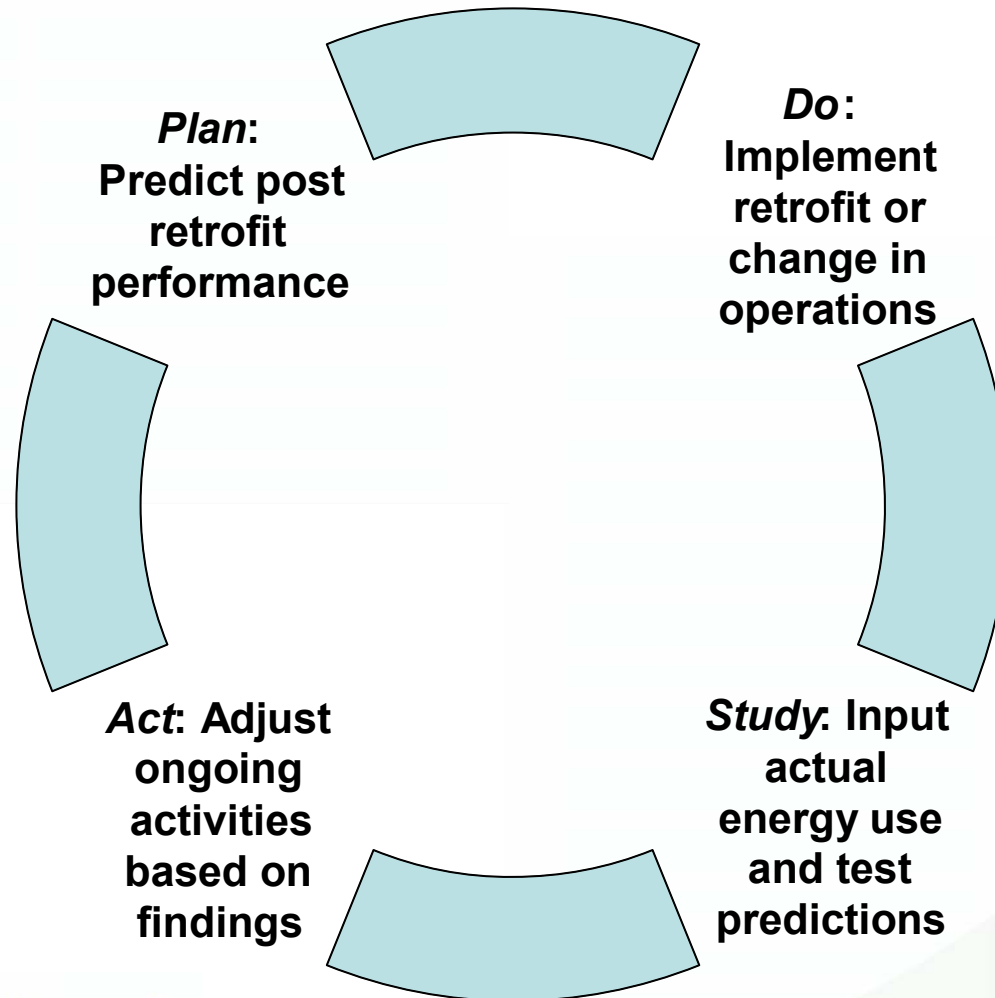 Plan:
Predict post
retrofit
performance
Do:
Implement
retrofit or
change in
operations
Study: Input
actual
energy use
and test
predictions
Act: Adjust
ongoing
activities
based on
findings